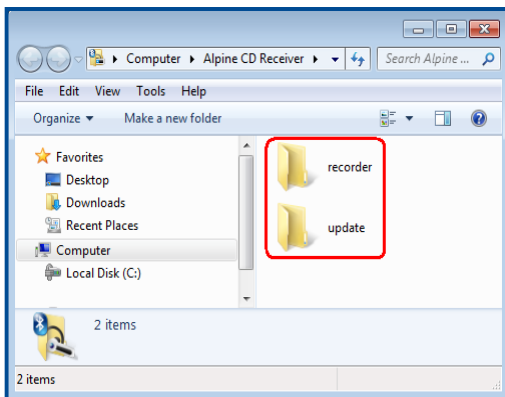 Computer ▸ Alpine CD Receiver ▸
Search Alpine ...
File Edit View Tools Help
Organize ▼ Make a new folder
Favorites
Desktop
Downloads
Recent Places
Computer
Local Disk (C:)
recorder
update
2 items
2 items